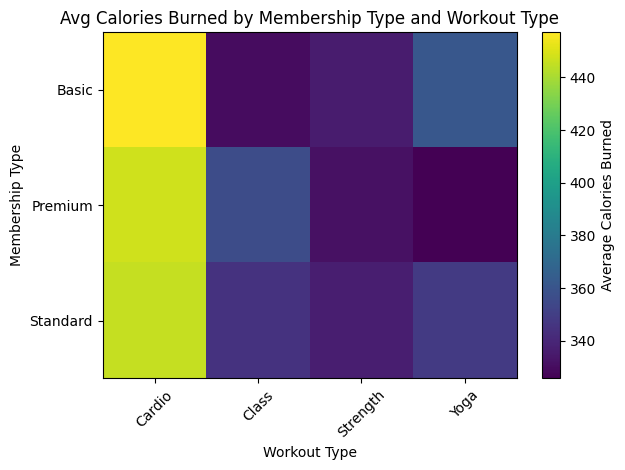 Avg Calories Burned by Membership Type and Workout Type
Membership Type
Basic
Premium
Standard
Cardio
Class
Strength
Yoga
Workout Type
440
420
400
380
360
340
Average Calories Burned